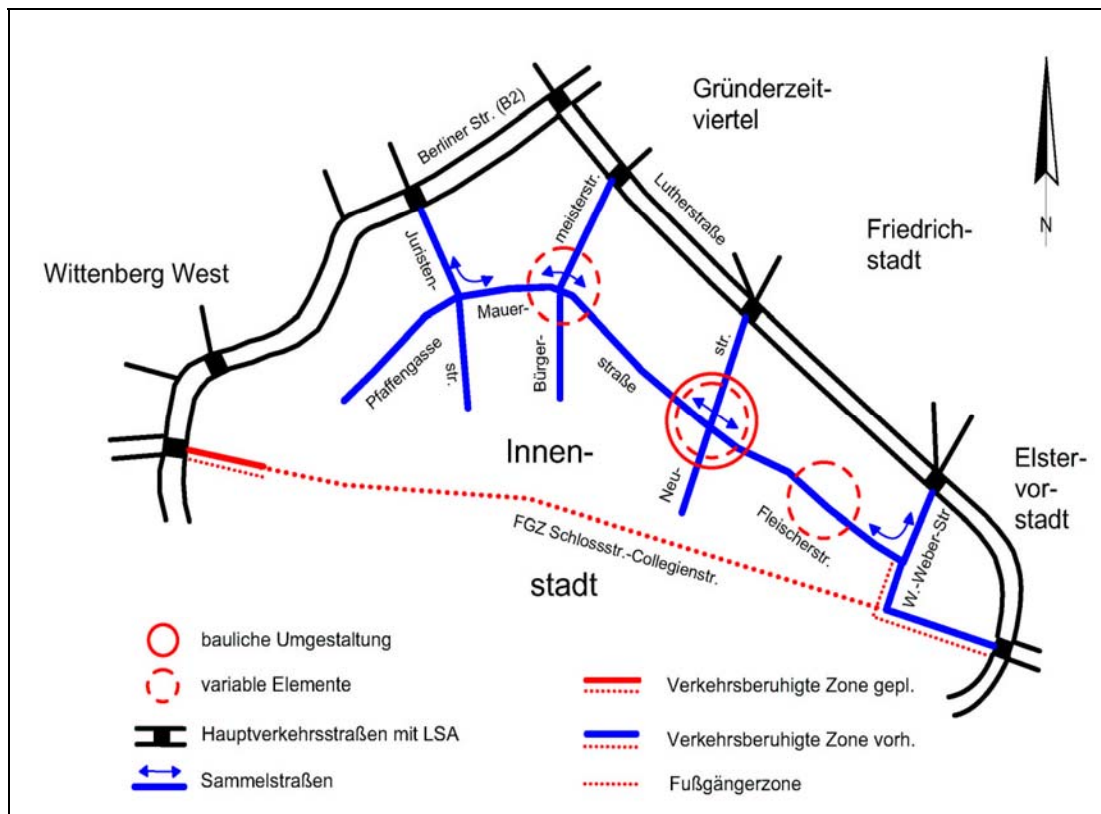 Gründerzeit-
viertel
Berliner Str. (B2)
N
meisterstr.
Lutherstraße
Friedrich-
stadt
Wittenberg West
Juristen-
Mauer-
Pfaffengasse
str.
Bürger-
straße
str.
Innen-
Neu-
Elster-
vor-
stadt
Fleischerstr.
W.-Weber-Str
FGZ Schlossstr.-Collegienstr.
stadt
bauliche Umgestaltung
variable Elemente
Hauptverkehrsstraßen mit LSA
Sammelstraßen
Verkehrsberuhigte Zone gepl.
Verkehrsberuhigte Zone vorh.
Fußgängerzone